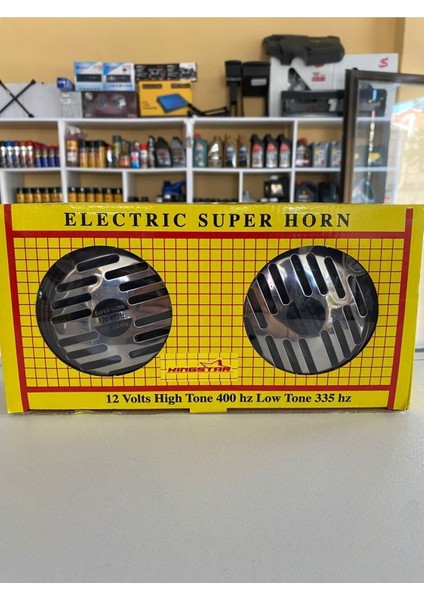 ELECTRIC SUPER HORN
KINGSTAR
12 Volts High Tone 400 hz Low Tone 335 hz